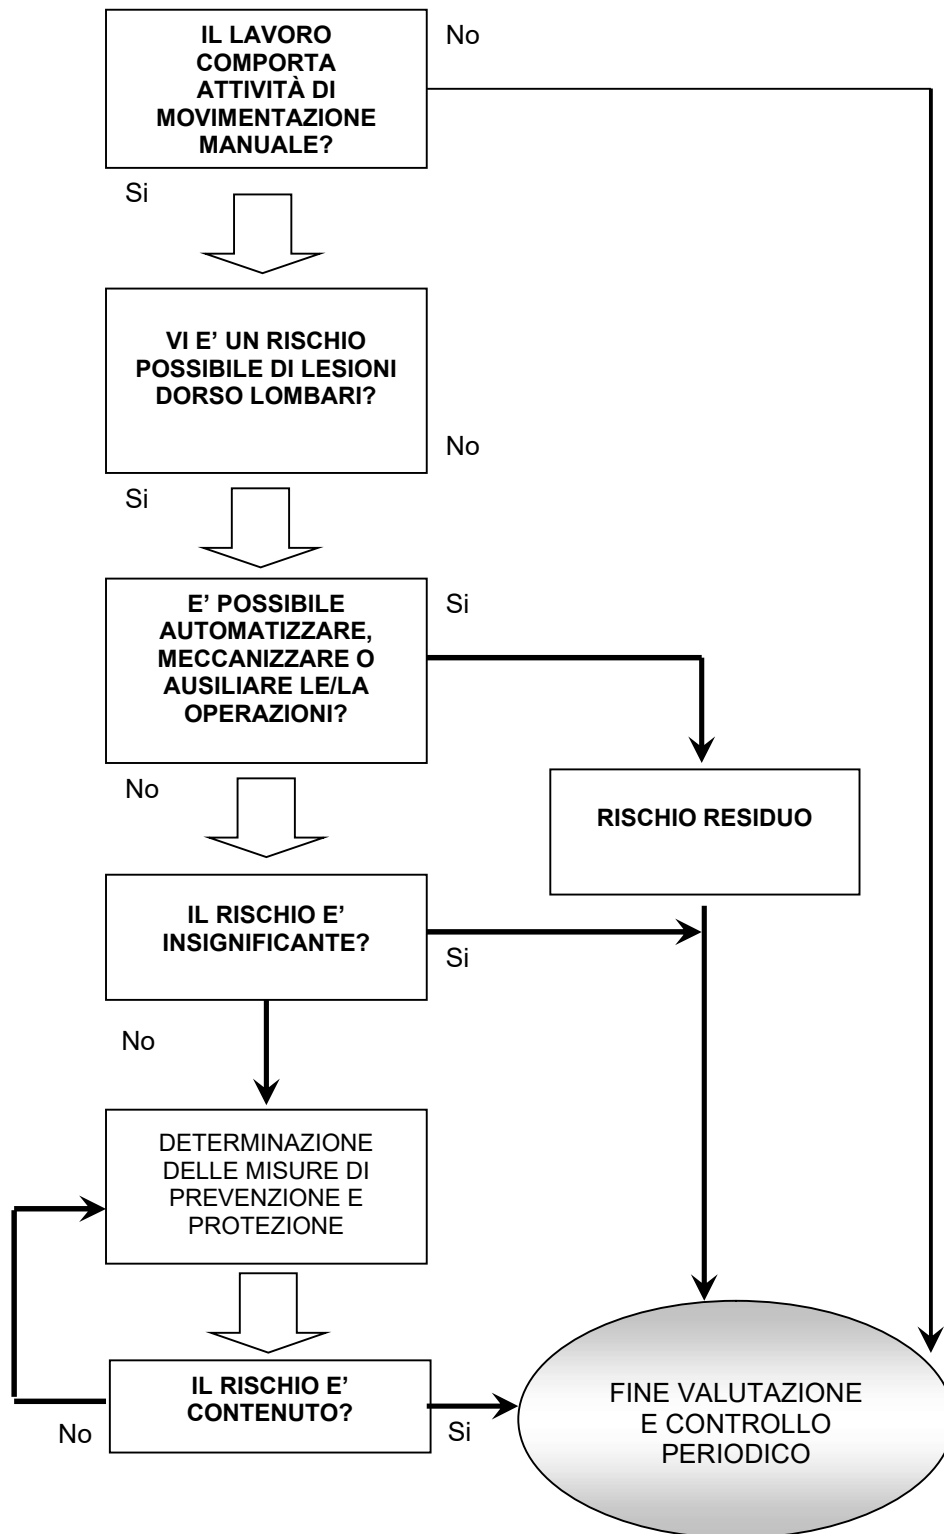 IL LAVORO
COMPORTA
ATTIVITÀ DI
MOVIMENTAZIONE
MANUALE?
No
Si
VI E’ UN RISCHIO
POSSIBILE DI LESIONI
DORSO LOMBARI?
No
Si
E’ POSSIBILE
AUTOMATIZZARE,
MECCANIZZARE O
AUSILIARE LE/LA
OPERAZIONI?
Si
No
RISCHIO RESIDUO
IL RISCHIO E’
INSIGNIFICANTE?
Si
No
DETERMINAZIONE
DELLE MISURE DI
PREVENZIONE E
PROTEZIONE
IL RISCHIO E’
CONTENUTO?
No
Si
FINE VALUTAZIONE
E CONTROLLO
PERIODICO